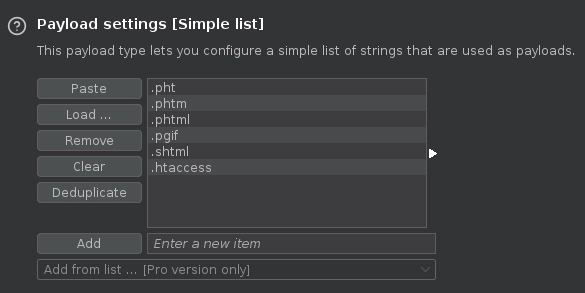 Payload settings [Simple list]
This payload type lets you configure a simple list of strings that are used as payloads.
Paste
Load ...
Remove
Clear
Deduplicate
.pht
.phtm
.phtml
.pgif
.shtml
.htaccess
Add
Enter a new item
Add from list ... [Pro version only]